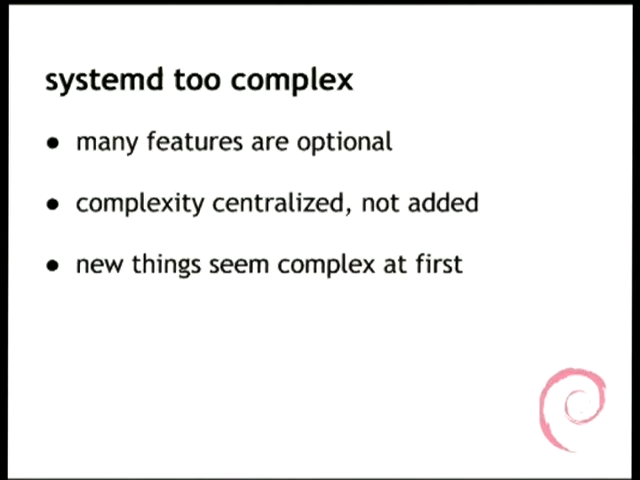 systemd too complex
● many features are optional
● complexity centralized, not added
● new things seem complex at first